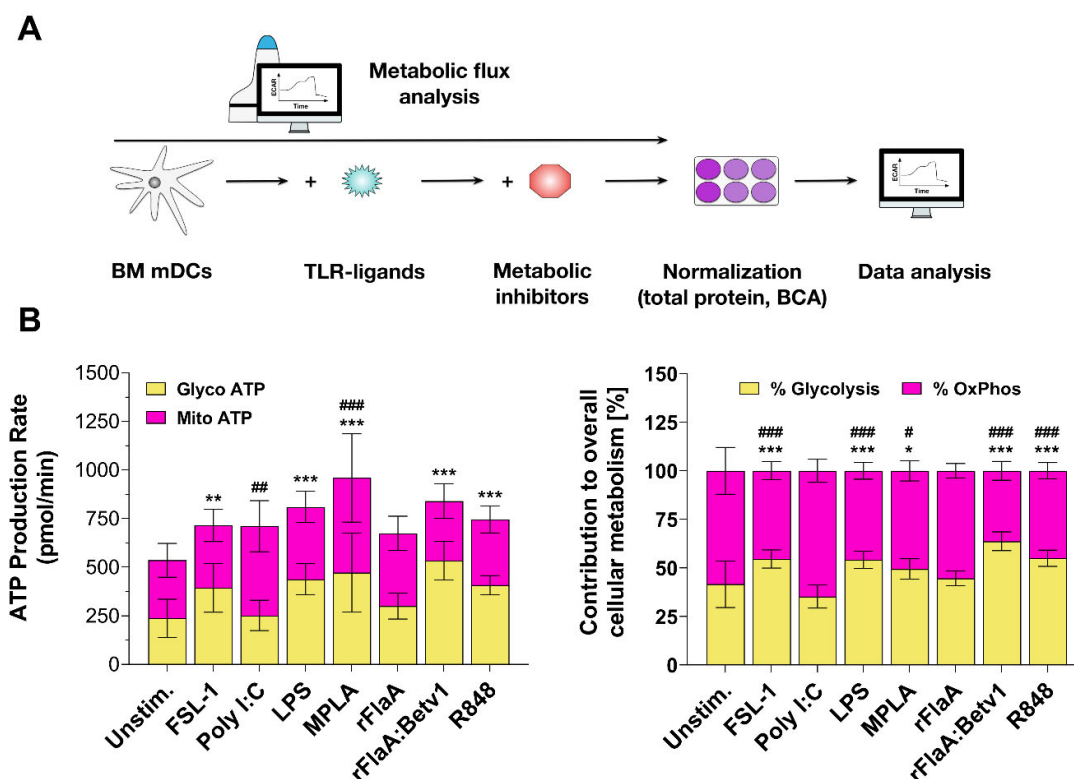 A
ECAR
Time
Metabolic flux
analysis
+
+
ECAR
Time
BM mDCs
TLR-ligands
Metabolic
inhibitors
Normalization
(total protein, BCA)
Data analysis
B
ATP Production Rate
(pmol/min)
1500
1250
1000
750
500
250
0
Glyco ATP
Mito ATP
**
##
***
###
***
***
***
Unstim.
FSL-1
Poly I:C
LPS
MPLA
rFlaA
rFlaA:Betv1
R848
Contribution to overall
cellular metabolism [%]
150
125
100
75
50
25
0
% Glycolysis
% OxPhos
###
***
###
***
#
*
###
***
###
***
Unstim.
FSL-1
Poly I:C
LPS
MPLA
rFlaA
rFlaA:Betv1
R848